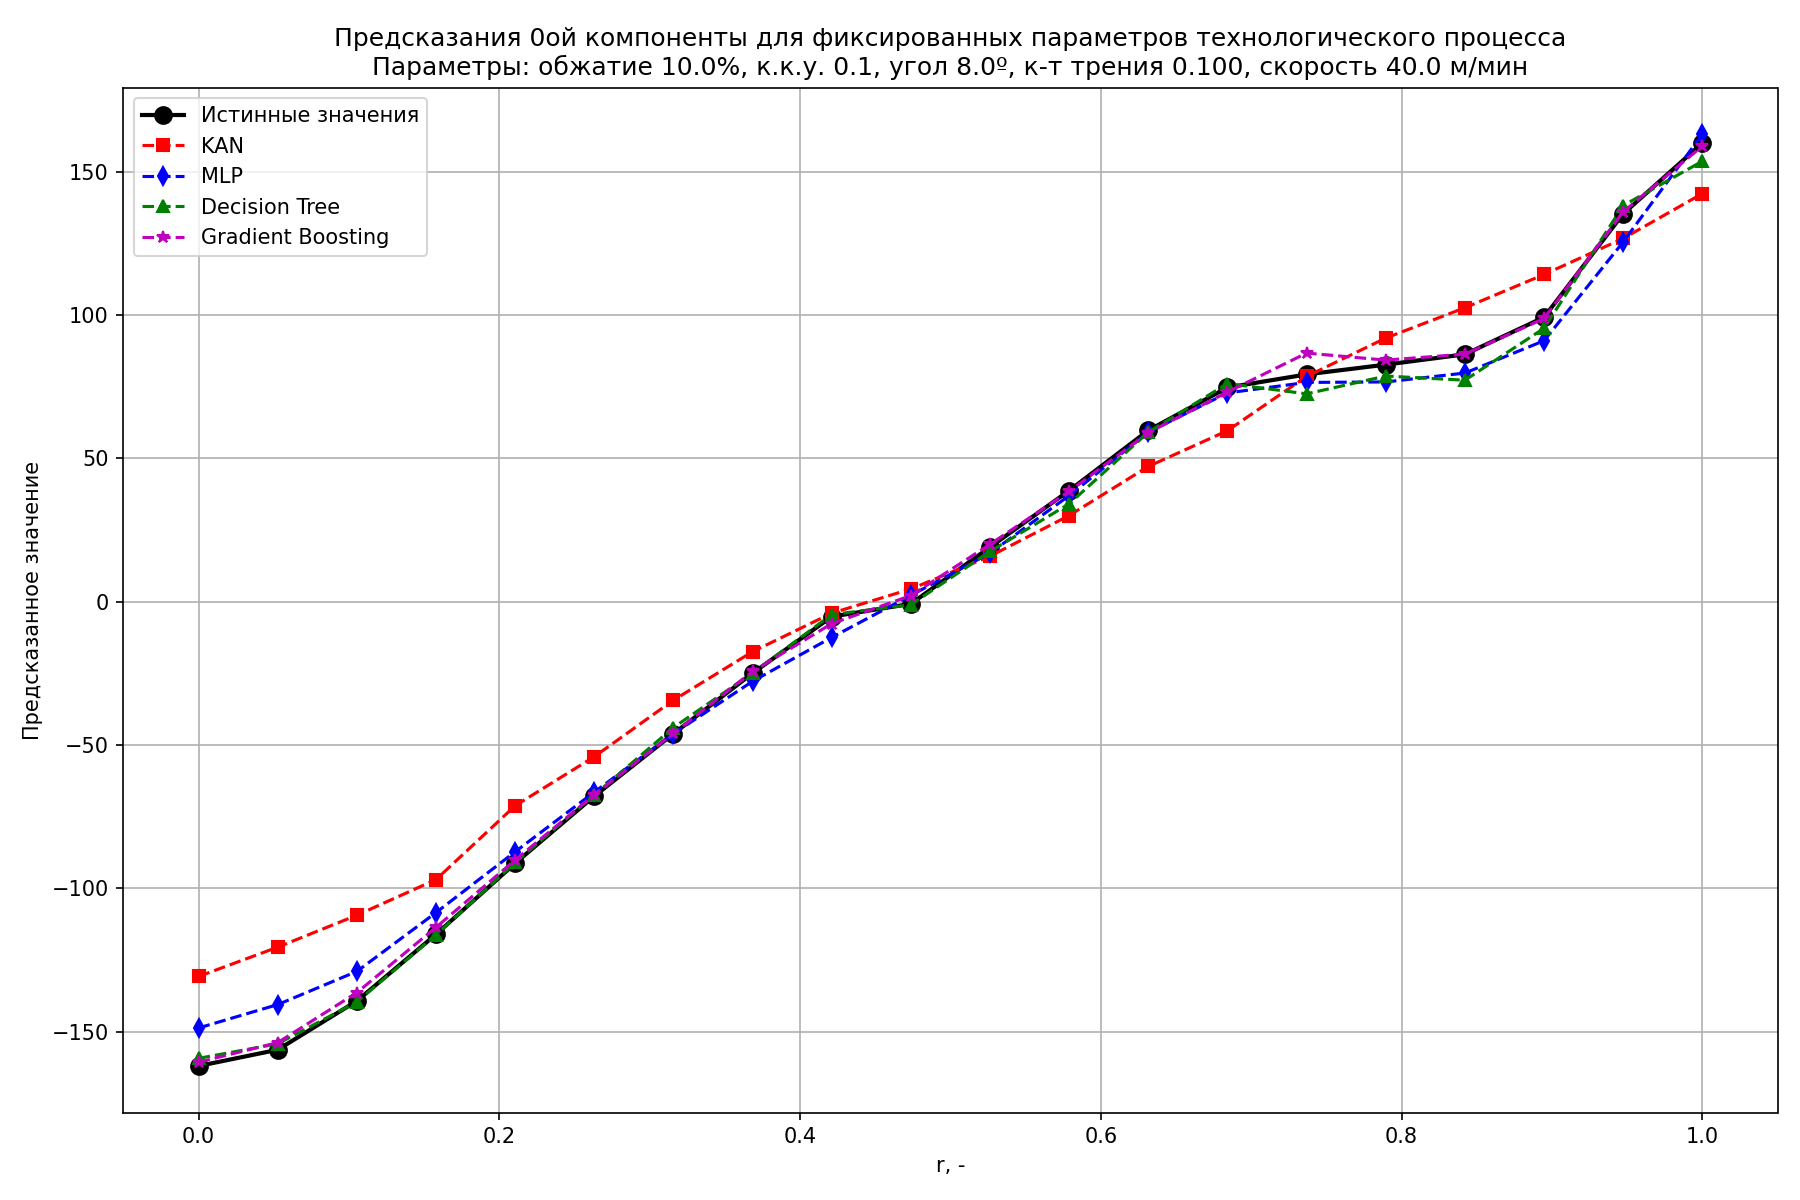 Предсказания 0ой компоненты для фиксированных параметров технологического процесса
Параметры: обжатие 10.0%, к.к.у. 0.1, угол 8.0º, к-т трения 0.100, скорость 40.0 м/мин
Истинные значения
KAN
MLP
Decision Tree
Gradient Boosting
Предсказанное значение
150
100
50
0
−50
−100
−150
0.0
0.2
0.4
0.6
0.8
1.0
r, -